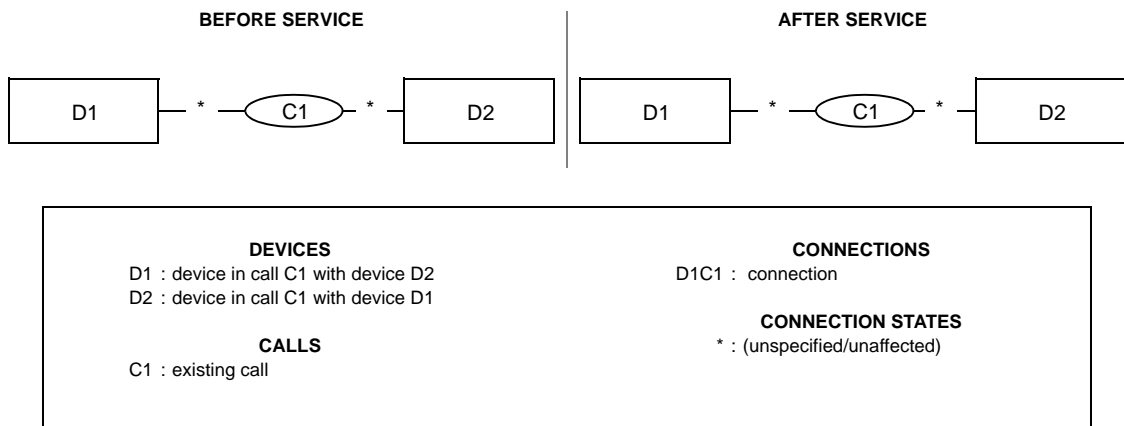 BEFORE SERVICE
AFTER SERVICE
D1 * C1 * D2
D1 * C1 * D2
DEVICES
D1 : device in call C1 with device D2
D2 : device in call C1 with device D1
CALLS
C1 : existing call
CONNECTIONS
D1C1 : connection
CONNECTION STATES
* : (unspecified/unaffected)